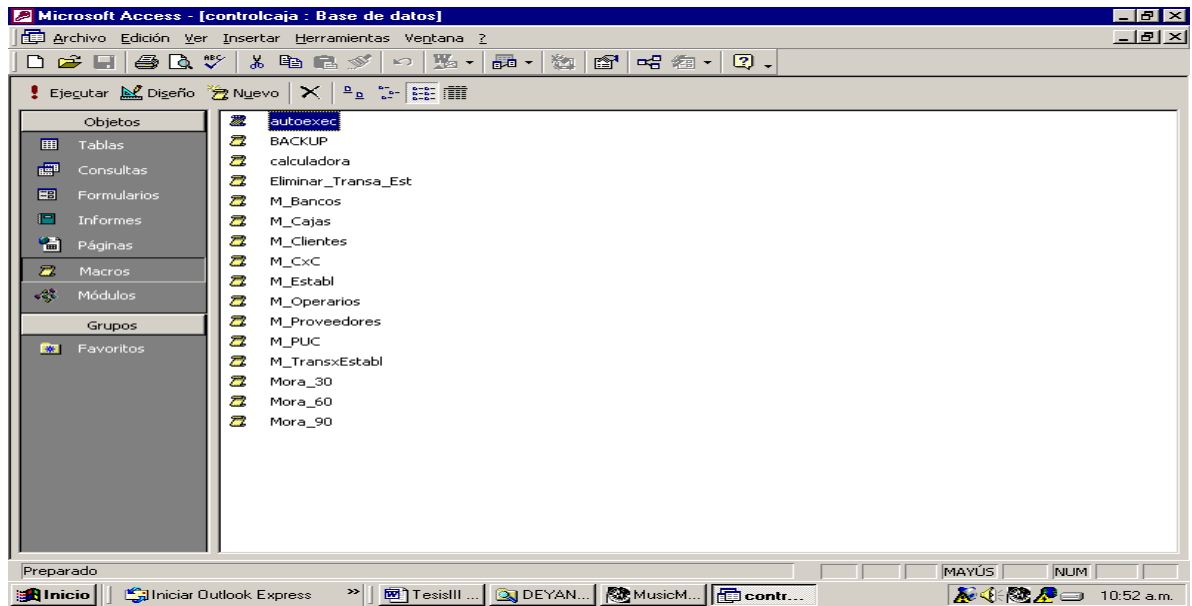 Microsoft Access - [controlcaja : Base de datos]
Archivo Edición Ver Insertar Herramientas Ventana ?
ABC
Ejecutar Diseño Nuevo
Objetos
Tablas
Consultas
Formularios
Informes
Páginas
Macros
Módulos
Grupos
Favoritos
autoexec
BACKUP
calculadora
Eliminar_Transa_Est
M_Bancos
M_Cajas
M_Clientes
M_CxC
M_Establ
M_Operarios
M_Proveedores
M_PUC
M_TransxEstabl
Mora_30
Mora_60
Mora_90
Preparado
MAYÚS NUM
Inicio Iniciar Outlook Express » TesisIII ... DEYAN... MusicM... contr... 10:52 a.m.